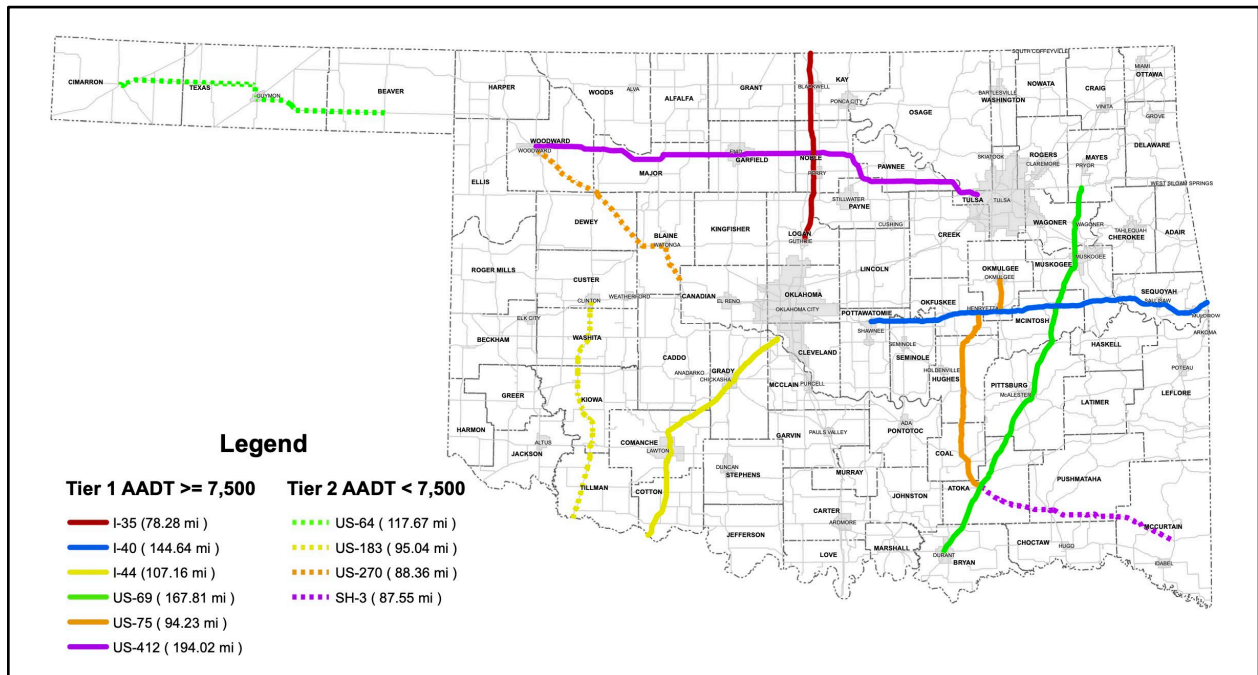 SOUTH COFFEYVILLE
MIAMI
OTTAWA
CIMARRON
TEXAS
BEAVER
HARPER
WOODS
ALVA
ALFALFA
GRANT
KAY
BLACKWELL
PONCA CITY
NOWATA
CRAIG
BARTLESVILLE
WASHINGTON
VINITA
GUYMON
OSAGE
GROVE
WOODWARD
WOODWARD
ENID
GARFIELD
NOBLE
PERRY
PAWNEE
SKIATOOK
ROGERS
CLAREMORE
MAYES
PRYOR
DELAWARE
ELLIS
MAJOR
STILLWATER
PAYNE
TULSA
TULSA
WEST SILOAM SPRINGS
DEWEY
BLAINE
WATONGA
KINGFISHER
LOGAN
GUTHRIE
CUSHING
CREEK
WAGONER
WAGONER
TAHLEQUAH
CHEROKEE
ADAIR
ROGER MILLS
CUSTER
CLINTON
WEATHERFORD
CANADIAN
EL RENO
OKLAHOMA
OKLAHOMA CITY
LINCOLN
OKMULGEE
OKMULGEE
MUSKOGEE
MUSKOGEE
SEQUOYAH
SALLISAW
MULDROW
ARKOMA
ELK CITY
BECKHAM
WASHITA
POTTAWATOMIE
SHAWNEE
OKFUSKEE
HENRYETTA
MCINTOSH
SEMINOLE
SEMINOLE
HASKELL
CADDO
ANADARKO
GRADY
CHICKASHA
CLEVELAND
MCCLAIN
PURCELL
HOLDENVILLE
HUGHES
PITTSBURG
MCALESTER
POTEAU
LATIMER
LEFLORE
GREER
KIOWA
HARMON
ALTUS
JACKSON
COMANCHE
LAWTON
GARVIN
PAULS VALLEY
ADA
PONTOTOC
COAL
TILLMAN
COTTON
DUNCAN
STEPHENS
MURRAY
JOHNSTON
ATOKA
PUSHMATAHA
MCCURTAIN
JEFFERSON
CARTER
ARDMORE
LOVE
MARSHALL
DURANT
BRYAN
CHOCTAW
HUGO
IDABEL
Legend
Tier 1 AADT >= 7,500
I-35 (78.28 mi )
I-40 ( 144.64 mi )
I-44 (107.16 mi )
US-69 ( 167.81 mi )
US-75 ( 94.23 mi )
US-412 ( 194.02 mi )
Tier 2 AADT < 7,500
US-64 ( 117.67 mi )
US-183 ( 95.04 mi )
US-270 ( 88.36 mi )
SH-3 ( 87.55 mi )